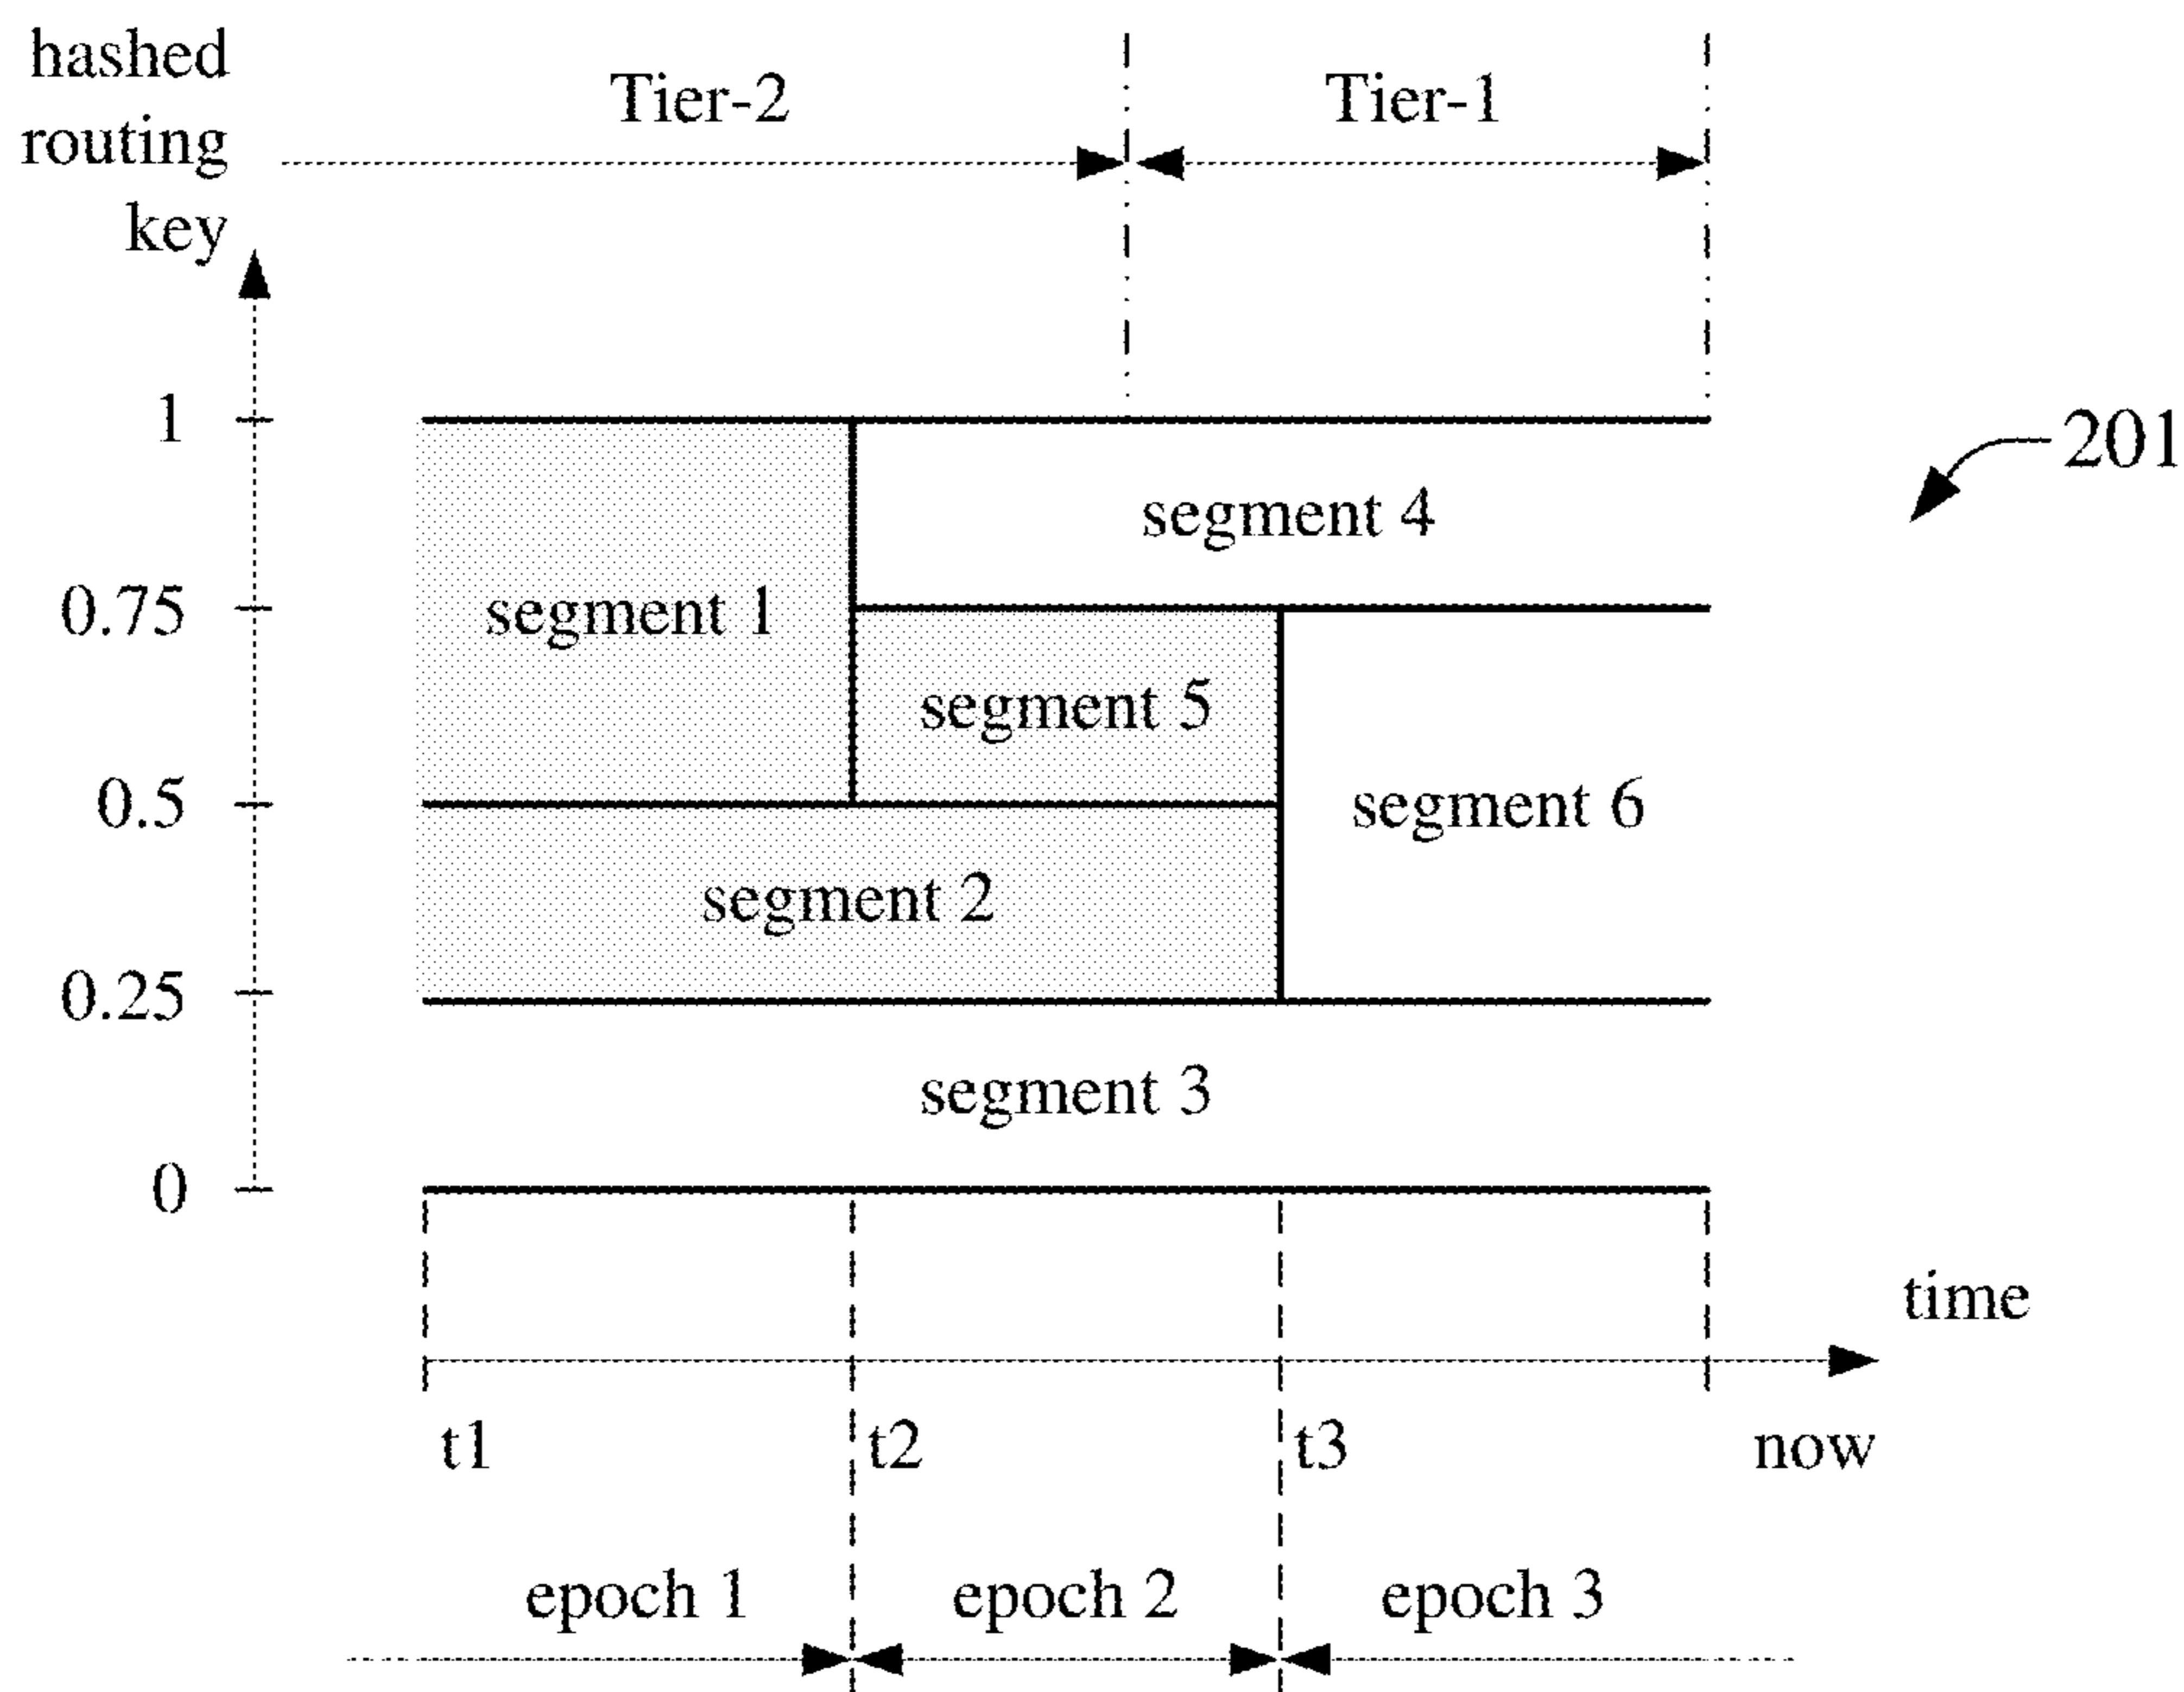 hashed
routing
key
Tier-2
Tier-1
1
201
segment 4
0.75
segment 1
segment 5
0.5
segment 6
segment 2
0.25
segment 3
0
time
t1
t2
t3
now
epoch 1
epoch 2
epoch 3